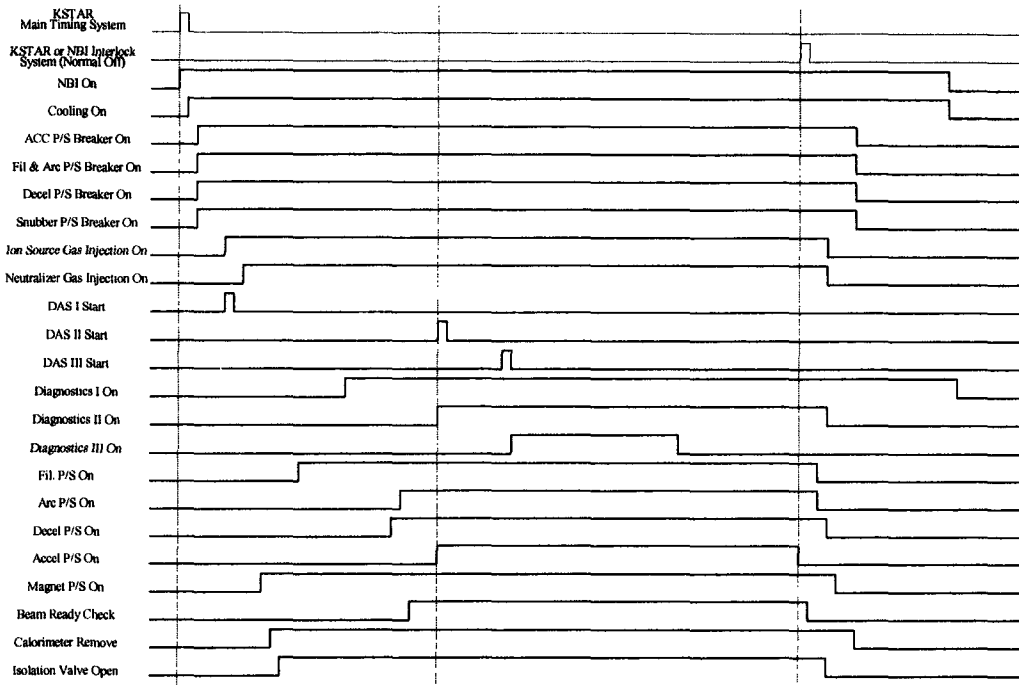 KSTAR
Main Timing System
KSTAR or NBI Interlock
System (Normal Off)
NBI On
Cooling On
ACC P/S Breaker On
Fil & Arc P/S Breaker On
Decel P/S Breaker On
Snubber P/S Breaker On
Ion Source Gas Injection On
Neutralizer Gas Injection On
DAS I Start
DAS II Start
DAS III Start
Diagnostics I On
Diagnostics II On
Diagnostics III On
Fil. P/S On
Arc P/S On
Decel P/S On
Accel P/S On
Magnet P/S On
Beam Ready Check
Calorimeter Remove
Isolation Valve Open